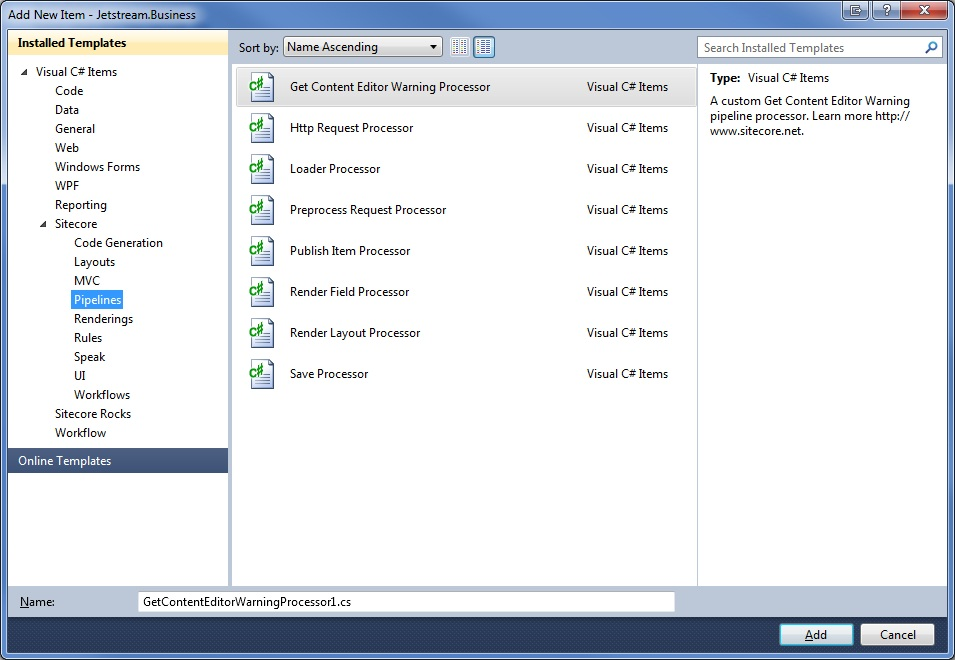 Add New Item - Jetstream.Business
?
Installed Templates
Visual C# Items
Code
Data
General
Web
Windows Forms
WPF
Reporting
Sitecore
Code Generation
Layouts
MVC
Pipelines
Renderings
Rules
Speak
UI
Workflows
Sitecore Rocks
Workflow
Online Templates
Sort by: Name Ascending
C# Get Content Editor Warning Processor Visual C# Items
C# Http Request Processor Visual C# Items
C# Loader Processor Visual C# Items
C# Preprocess Request Processor Visual C# Items
C# Publish Item Processor Visual C# Items
C# Render Field Processor Visual C# Items
C# Render Layout Processor Visual C# Items
C# Save Processor Visual C# Items
Search Installed Templates
Type: Visual C# Items
A custom Get Content Editor Warning
pipeline processor. Learn more http://
www.sitecore.net.
Name: GetContentEditorWarningProcessor1.cs
Add Cancel